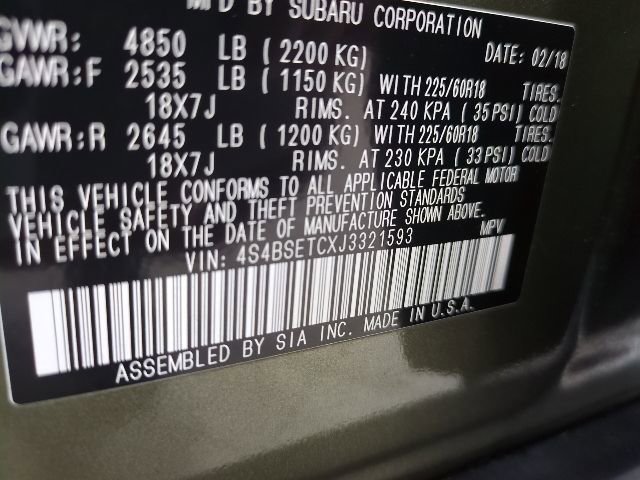 MFD BY SUBARU CORPORATION
GVWR: 4850 LB (2200 KG) DATE: 02/18
GAWR:F 2535 LB (1150 KG) WITH 225/60R18 TIRES.
18X7J RIMS. AT 240 KPA (35 PSI) COLD
GAWR:R 2645 LB (1200 KG) WITH 225/60R18 TIRES.
18X7J RIMS. AT 230 KPA (33 PSI) COLD
THIS VEHICLE CONFORMS TO ALL APPLICABLE FEDERAL MOTOR
VEHICLE SAFETY AND THEFT PREVENTION STANDARDS
IN EFFECT ON THE DATE OF MANUFACTURE SHOWN ABOVE.
VIN: 4S4BSETCXJ3321593 MPV
ASSEMBLED BY SIA INC. MADE IN U.S.A.